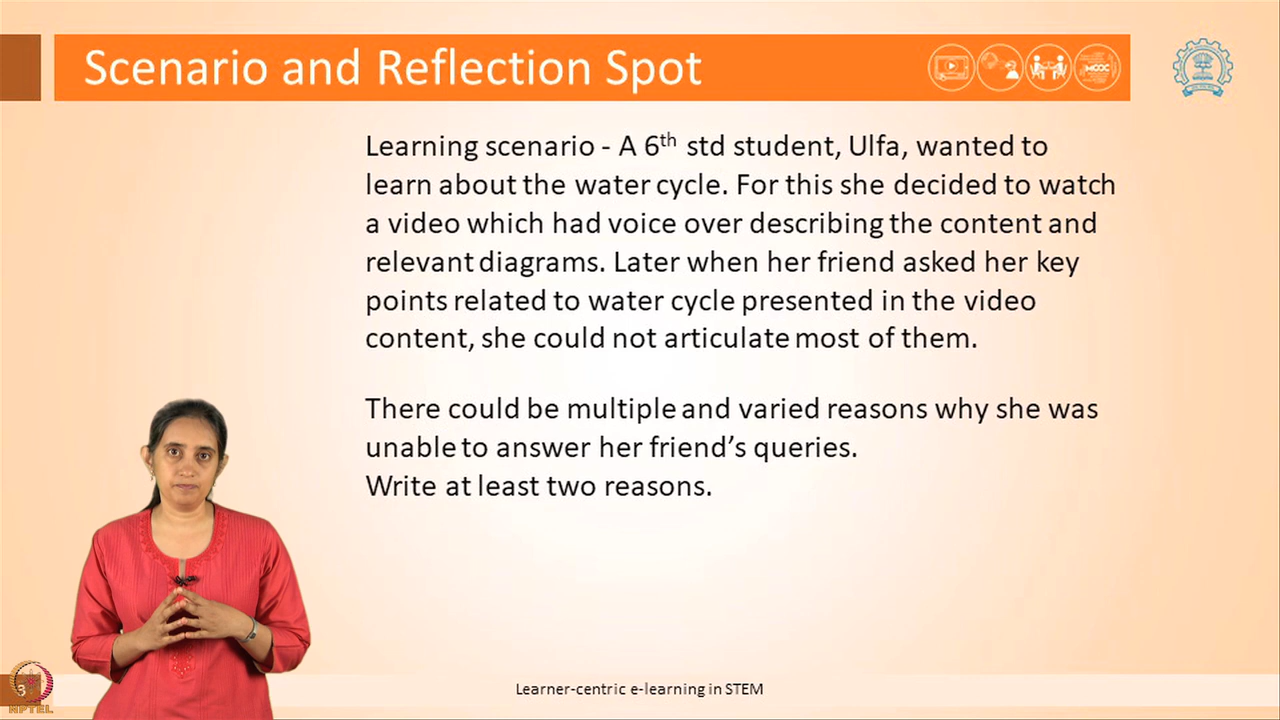 Scenario and Reflection Spot
MOOC
Learning scenario - A 6th std student, Ulfa, wanted to
learn about the water cycle. For this she decided to watch
a video which had voice over describing the content and
relevant diagrams. Later when her friend asked her key
points related to water cycle presented in the video
content, she could not articulate most of them.
There could be multiple and varied reasons why she was
unable to answer her friend’s queries.
Write at least two reasons.
3
NPTEL
Learner-centric e-learning in STEM